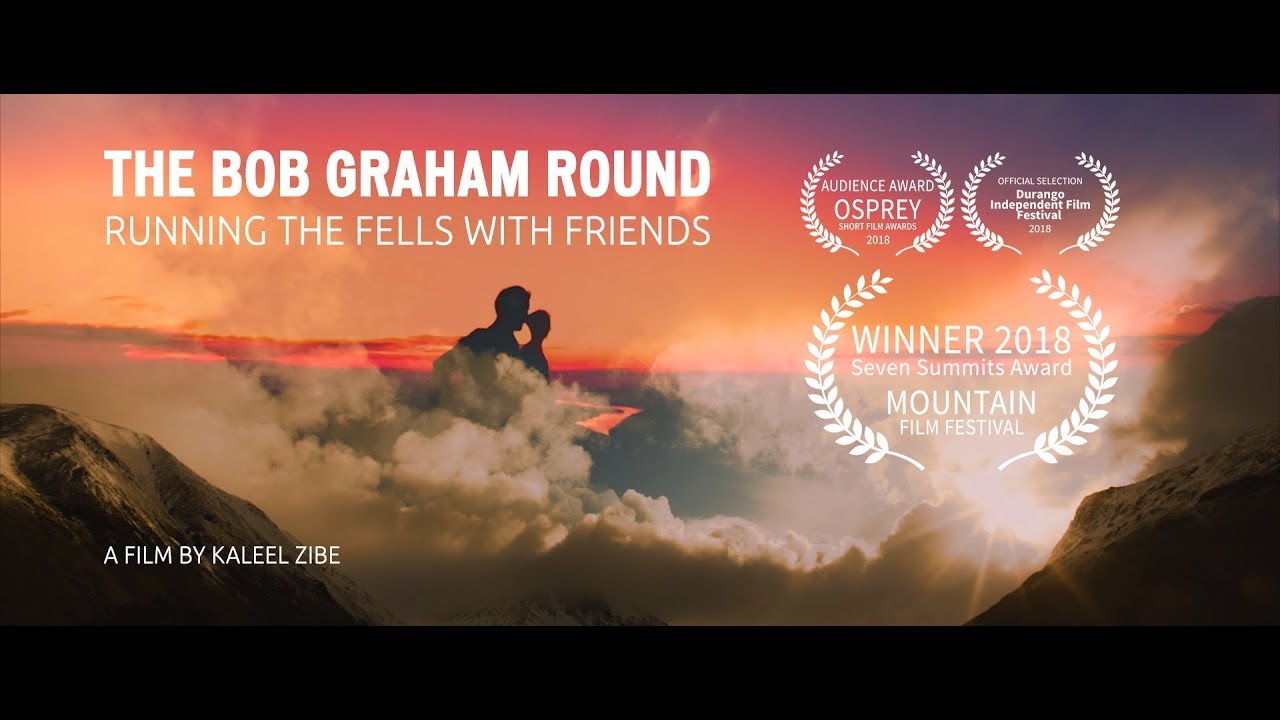 THE BOB GRAHAM ROUND
RUNNING THE FELLS WITH FRIENDS
AUDIENCE AWARD
OSPREY
SHORT FILM AWARDS
2018
OFFICIAL SELECTION
Durango
Independent Film
Festival
2018
WINNER 2018
Seven Summits Award
MOUNTAIN
FILM FESTIVAL
A FILM BY KALEEL ZIBE